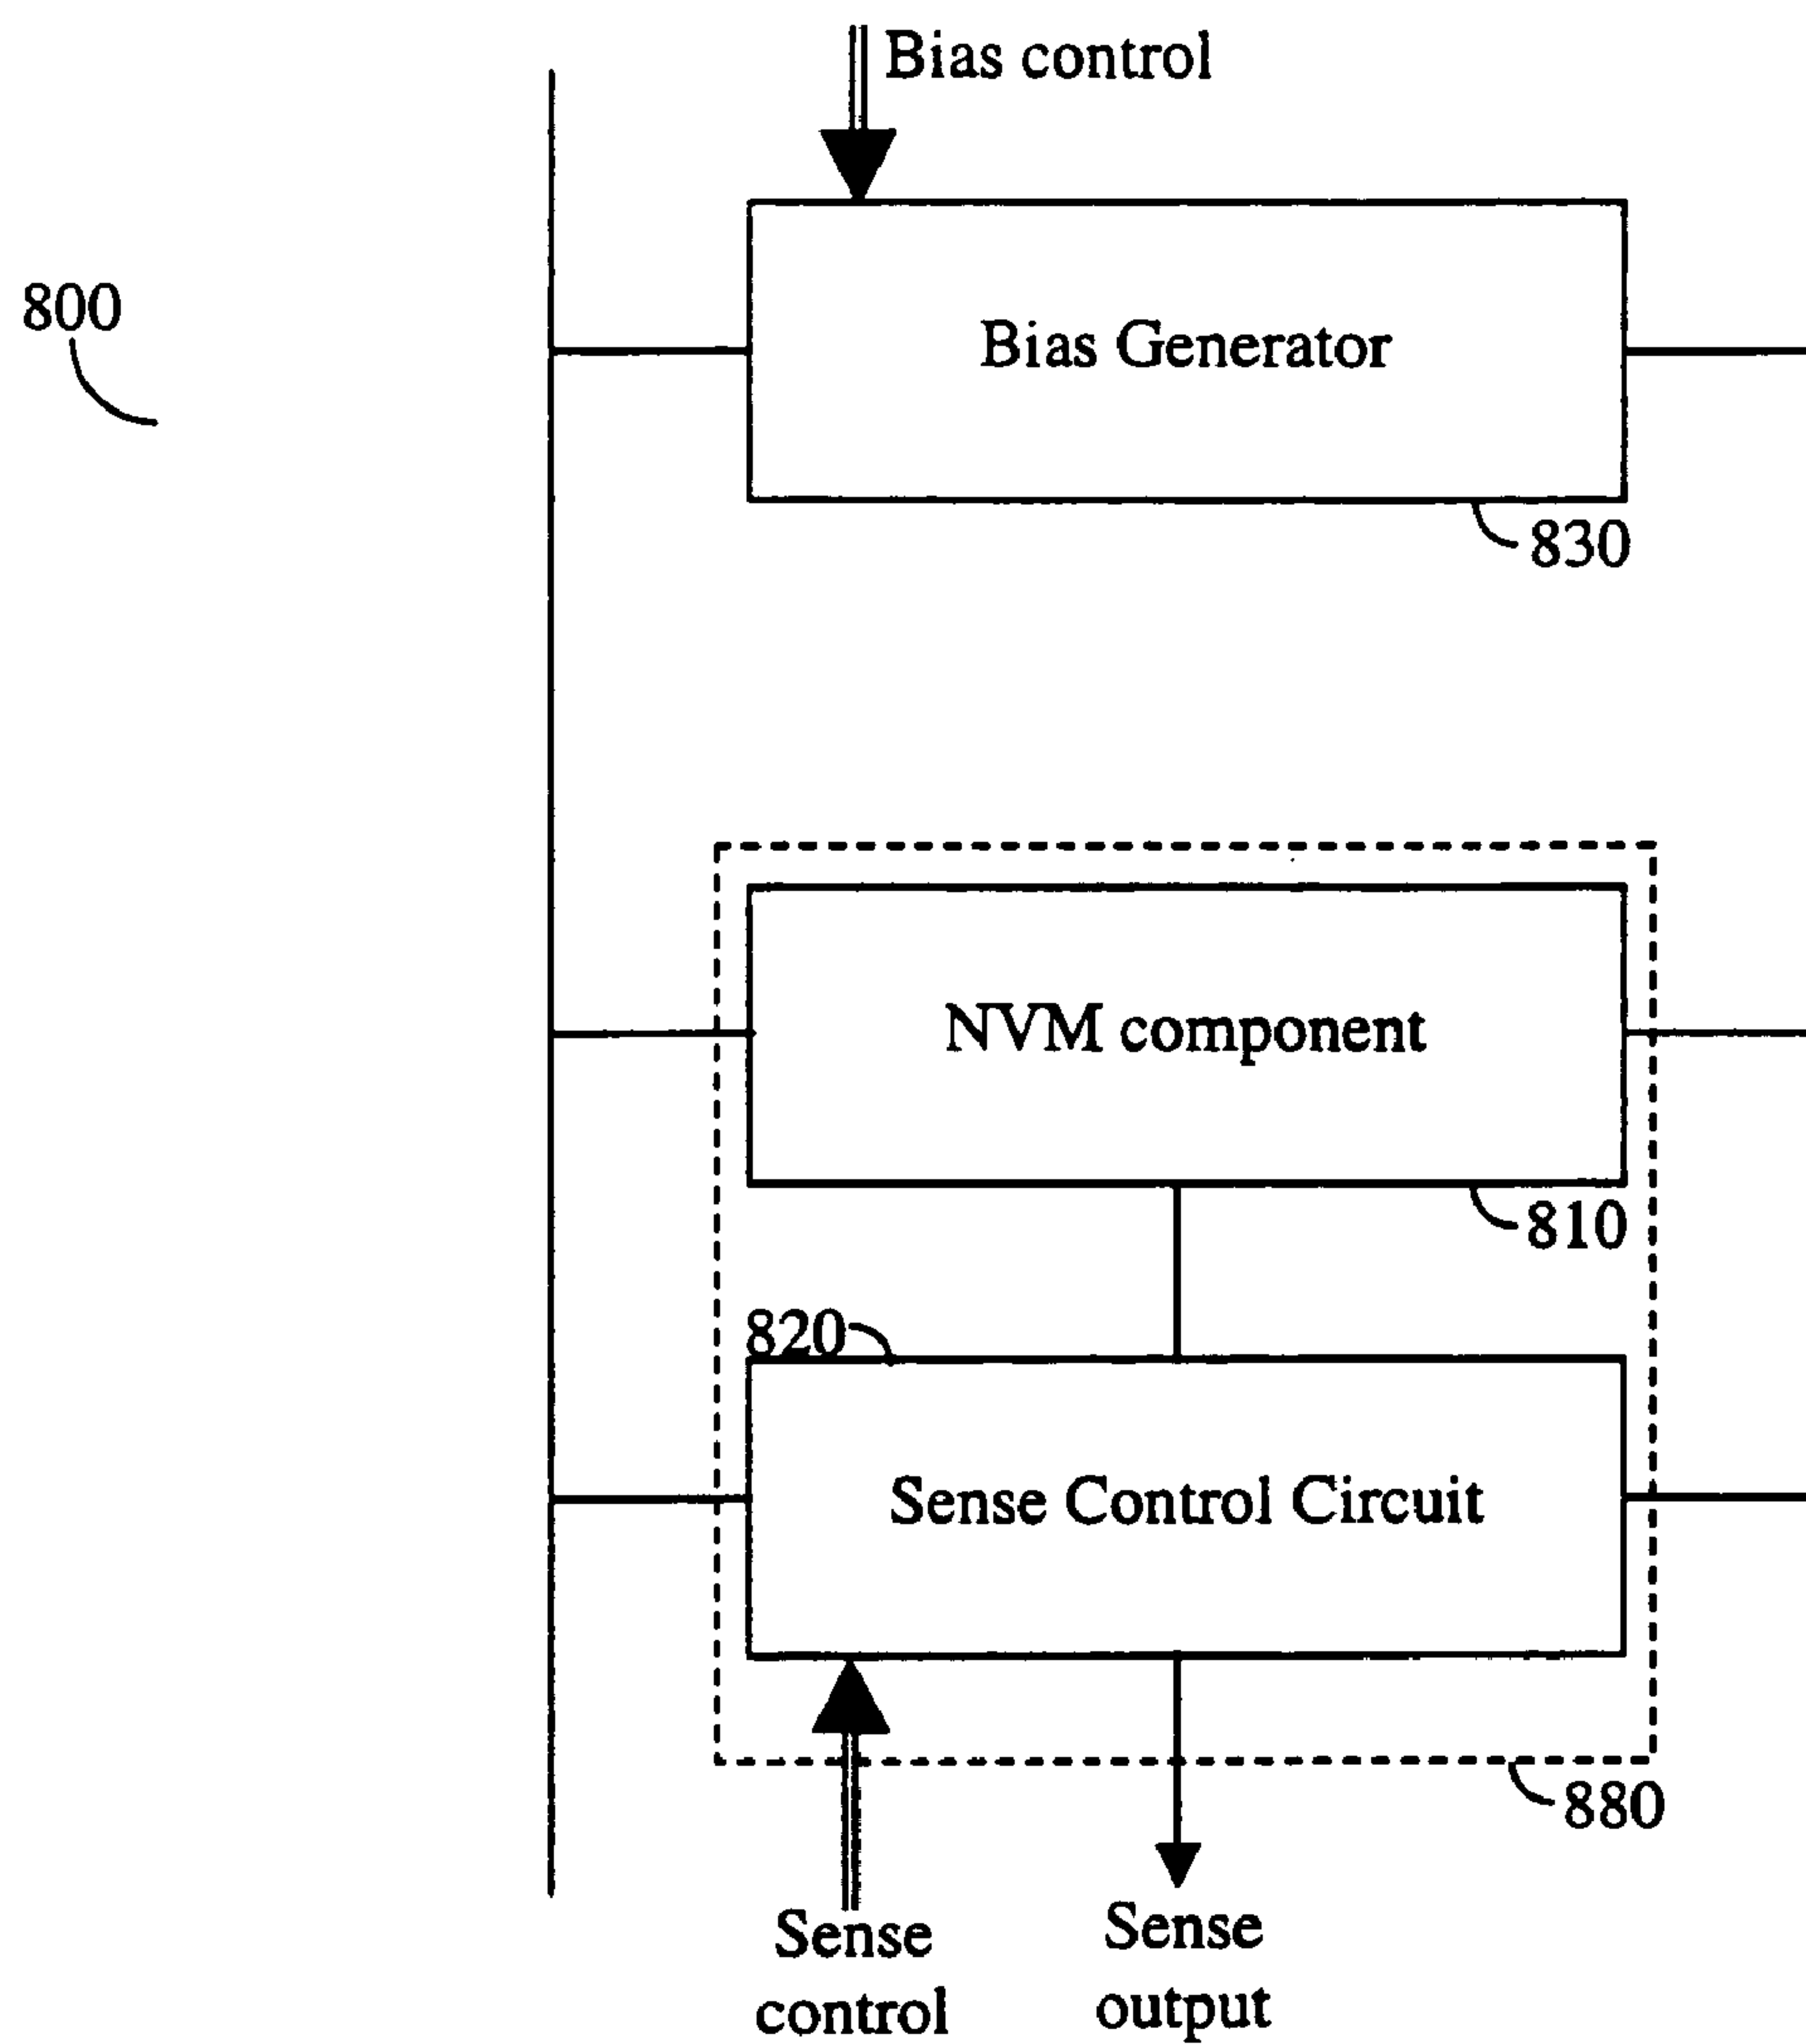 Bias control
800
Bias Generator
830
NVM component
810
820
Sense Control Circuit
880
Sense
control
Sense
output